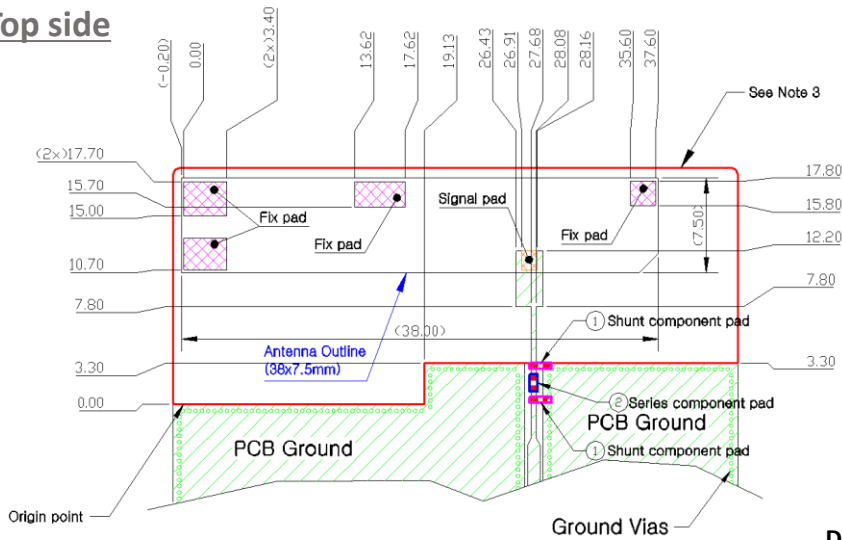 Top side
(-0.20)
0.00
(2x)3.40
13.62
17.62
19.13
26.43
26.91
27.68
28.08
28.16
35.60
37.60
See Note 3
(2x)17.70
15.70
15.00
10.70
7.80
3.30
0.00
17.80
15.80
12.20
7.80
3.30
Fix pad
Fix pad
Signal pad
Fix pad
(7.50)
(38.00)
Antenna Outline
(38x7.5mm)
1 Shunt component pad
2 Series component pad
PCB Ground
PCB Ground
1 Shunt component pad
Origin point
Ground Vias
D